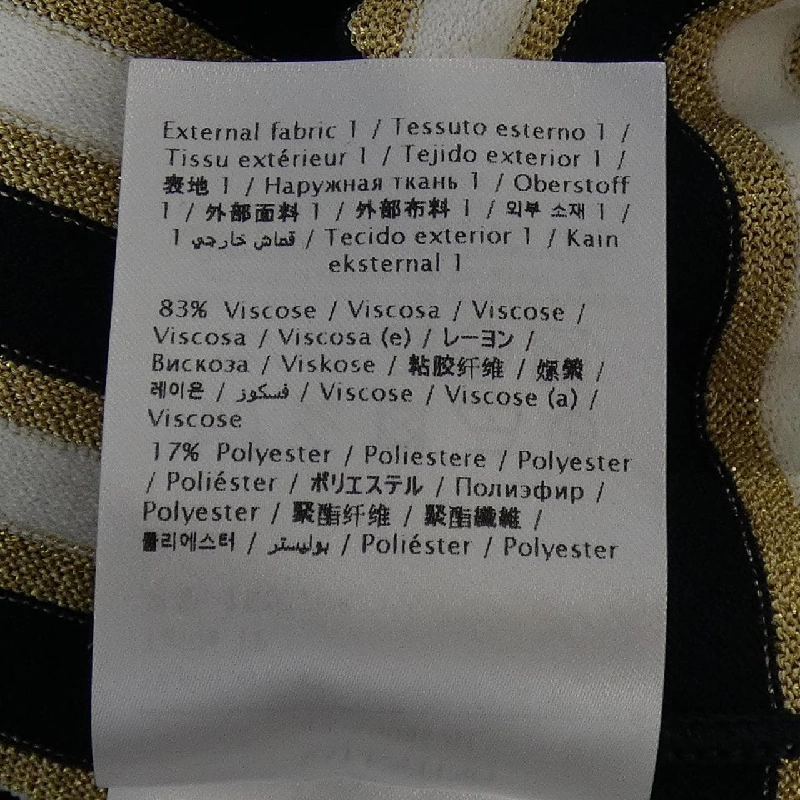 External fabric 1 / Tessuto esterno 1 /
Tissu extérieur 1 / Tejido exterior 1 /
表地 1 / Наружная ткань 1 / Oberstoff
1 / 外部面料 1 / 外部布料 1 / 외부 소재 1 /
قماش خارجي 1 / Tecido exterior 1 / Kain
eksternal 1
83% Viscose / Viscosa / Viscose /
Viscosa / Viscosa (e) / レーヨン /
Вискоза / Viskose / 粘胶纤维 / 嫘縈 /
레이온 / فسكوز / Viscose / Viscose (a) /
Viscose
17% Polyester / Poliestere / Polyester
/ Poliéster / ポリエステル / Полиэфир /
Polyester / 聚酯纤维 / 聚酯纖維 /
폴리에스터 / بوليستر / Poliéster / Polyester